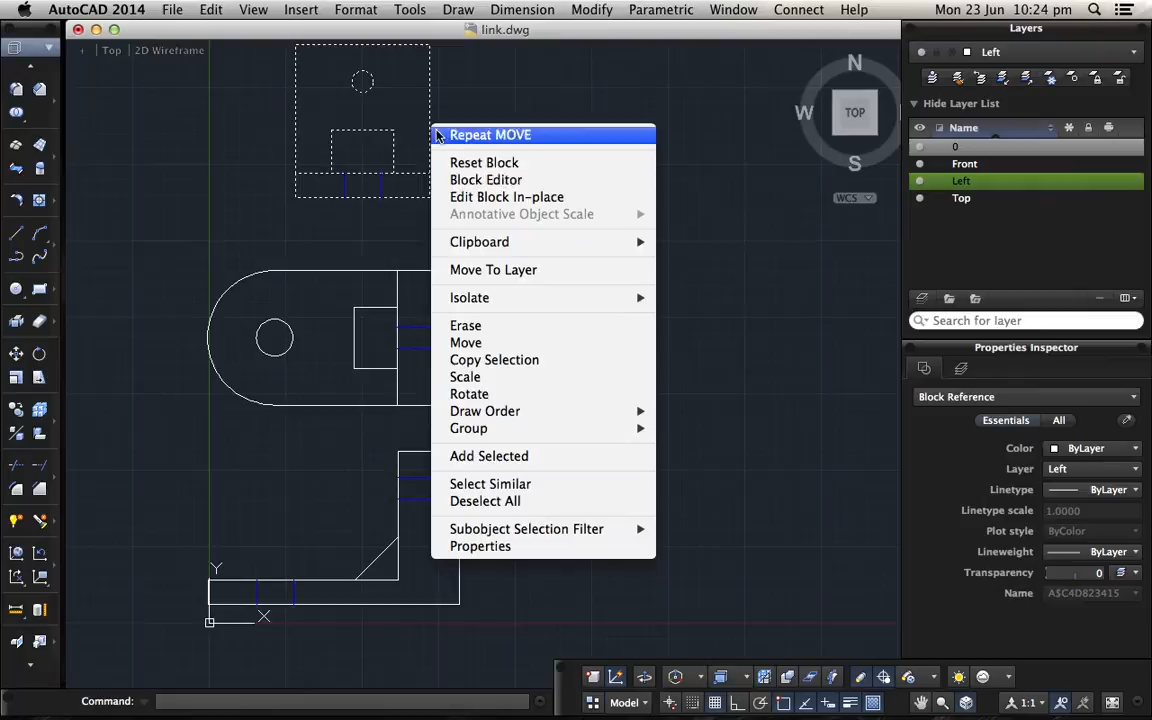 AutoCAD 2014 File Edit View Insert Format Tools Draw Dimension Modify Parametric Window Connect Help Mon 23 Jun 10:24 pm
link.dwg
Layers
+ Top 2D Wireframe
Left
N
W TOP
S
WCS
Hide Layer List
Name
0
Front
Left
Top
Search for layer
Repeat MOVE
Reset Block
Block Editor
Edit Block In-place
Annotative Object Scale
Clipboard
Move To Layer
Isolate
Erase
Move
Copy Selection
Scale
Rotate
Draw Order
Group
Add Selected
Select Similar
Deselect All
Subobject Selection Filter
Properties
Properties Inspector
Block Reference
Essentials All
Color ByLayer
Layer Left
Linetype ByLayer
Linetype scale 1.0000
Plot style ByColor
Lineweight ByLayer
Transparency 0
Name A$C4D823415
Y
X
Command:
Model 1:1